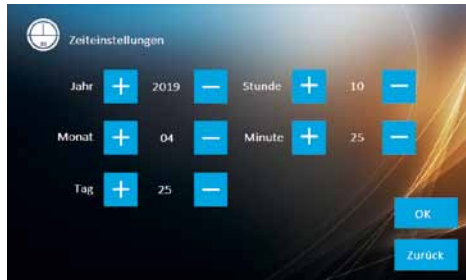 Zeiteinstellungen
Jahr + 2019 − Stunde + 10 −
Monat + 04 − Minute + 25 −
Tag + 25 −
OK
Zurück